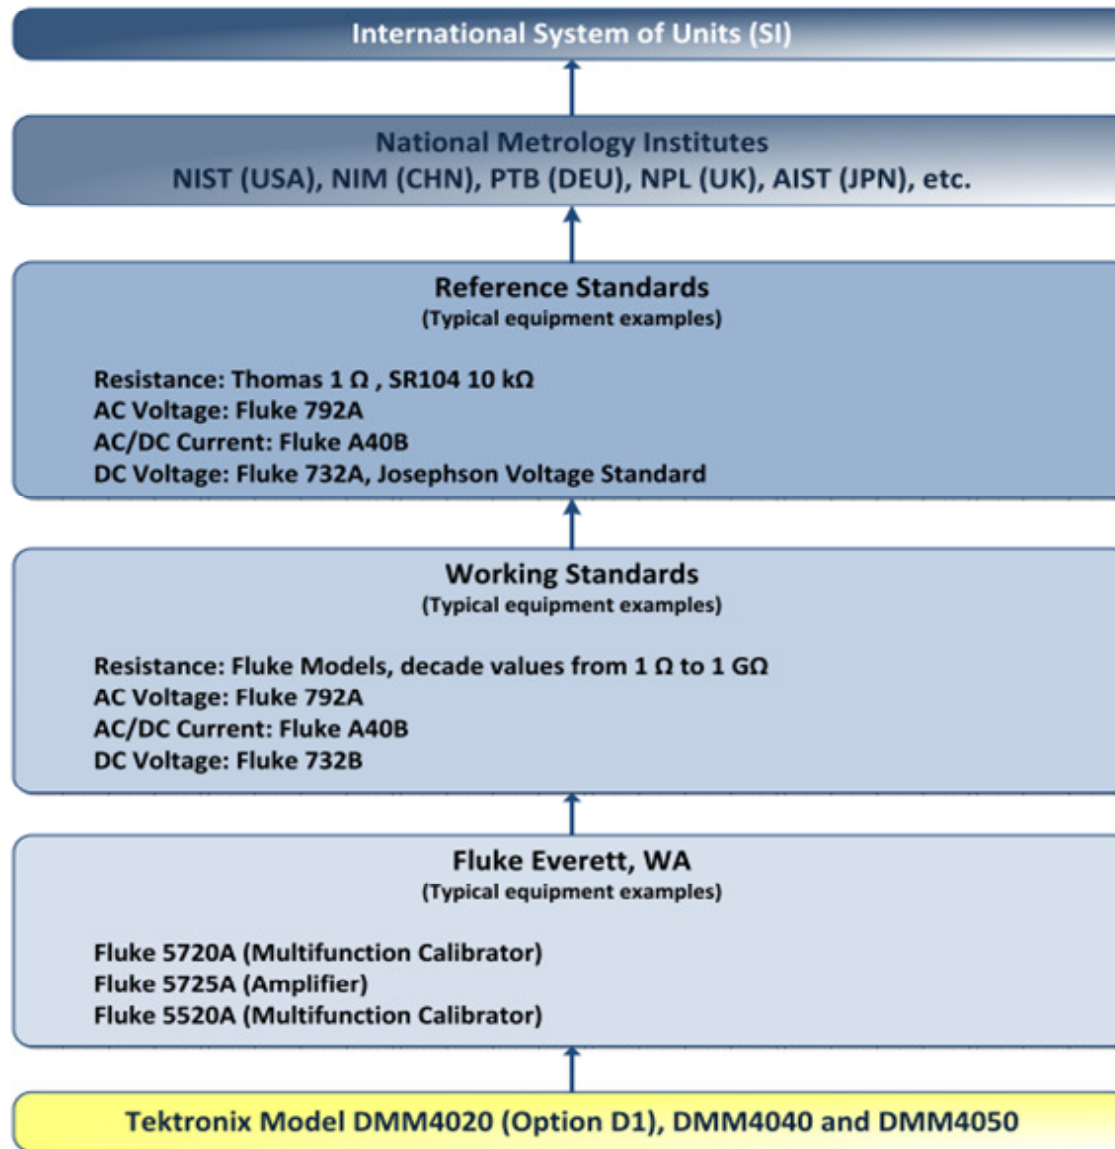 International System of Units (SI)
National Metrology Institutes
NIST (USA), NIM (CHN), PTB (DEU), NPL (UK), AIST (JPN), etc.
Reference Standards
(Typical equipment examples)
Resistance: Thomas 1 Ω , SR104 10 kΩ
AC Voltage: Fluke 792A
AC/DC Current: Fluke A40B
DC Voltage: Fluke 732A, Josephson Voltage Standard
Working Standards
(Typical equipment examples)
Resistance: Fluke Models, decade values from 1 Ω to 1 GΩ
AC Voltage: Fluke 792A
AC/DC Current: Fluke A40B
DC Voltage: Fluke 732B
Fluke Everett, WA
(Typical equipment examples)
Fluke 5720A (Multifunction Calibrator)
Fluke 5725A (Amplifier)
Fluke 5520A (Multifunction Calibrator)
Tektronix Model DMM4020 (Option D1), DMM4040 and DMM4050